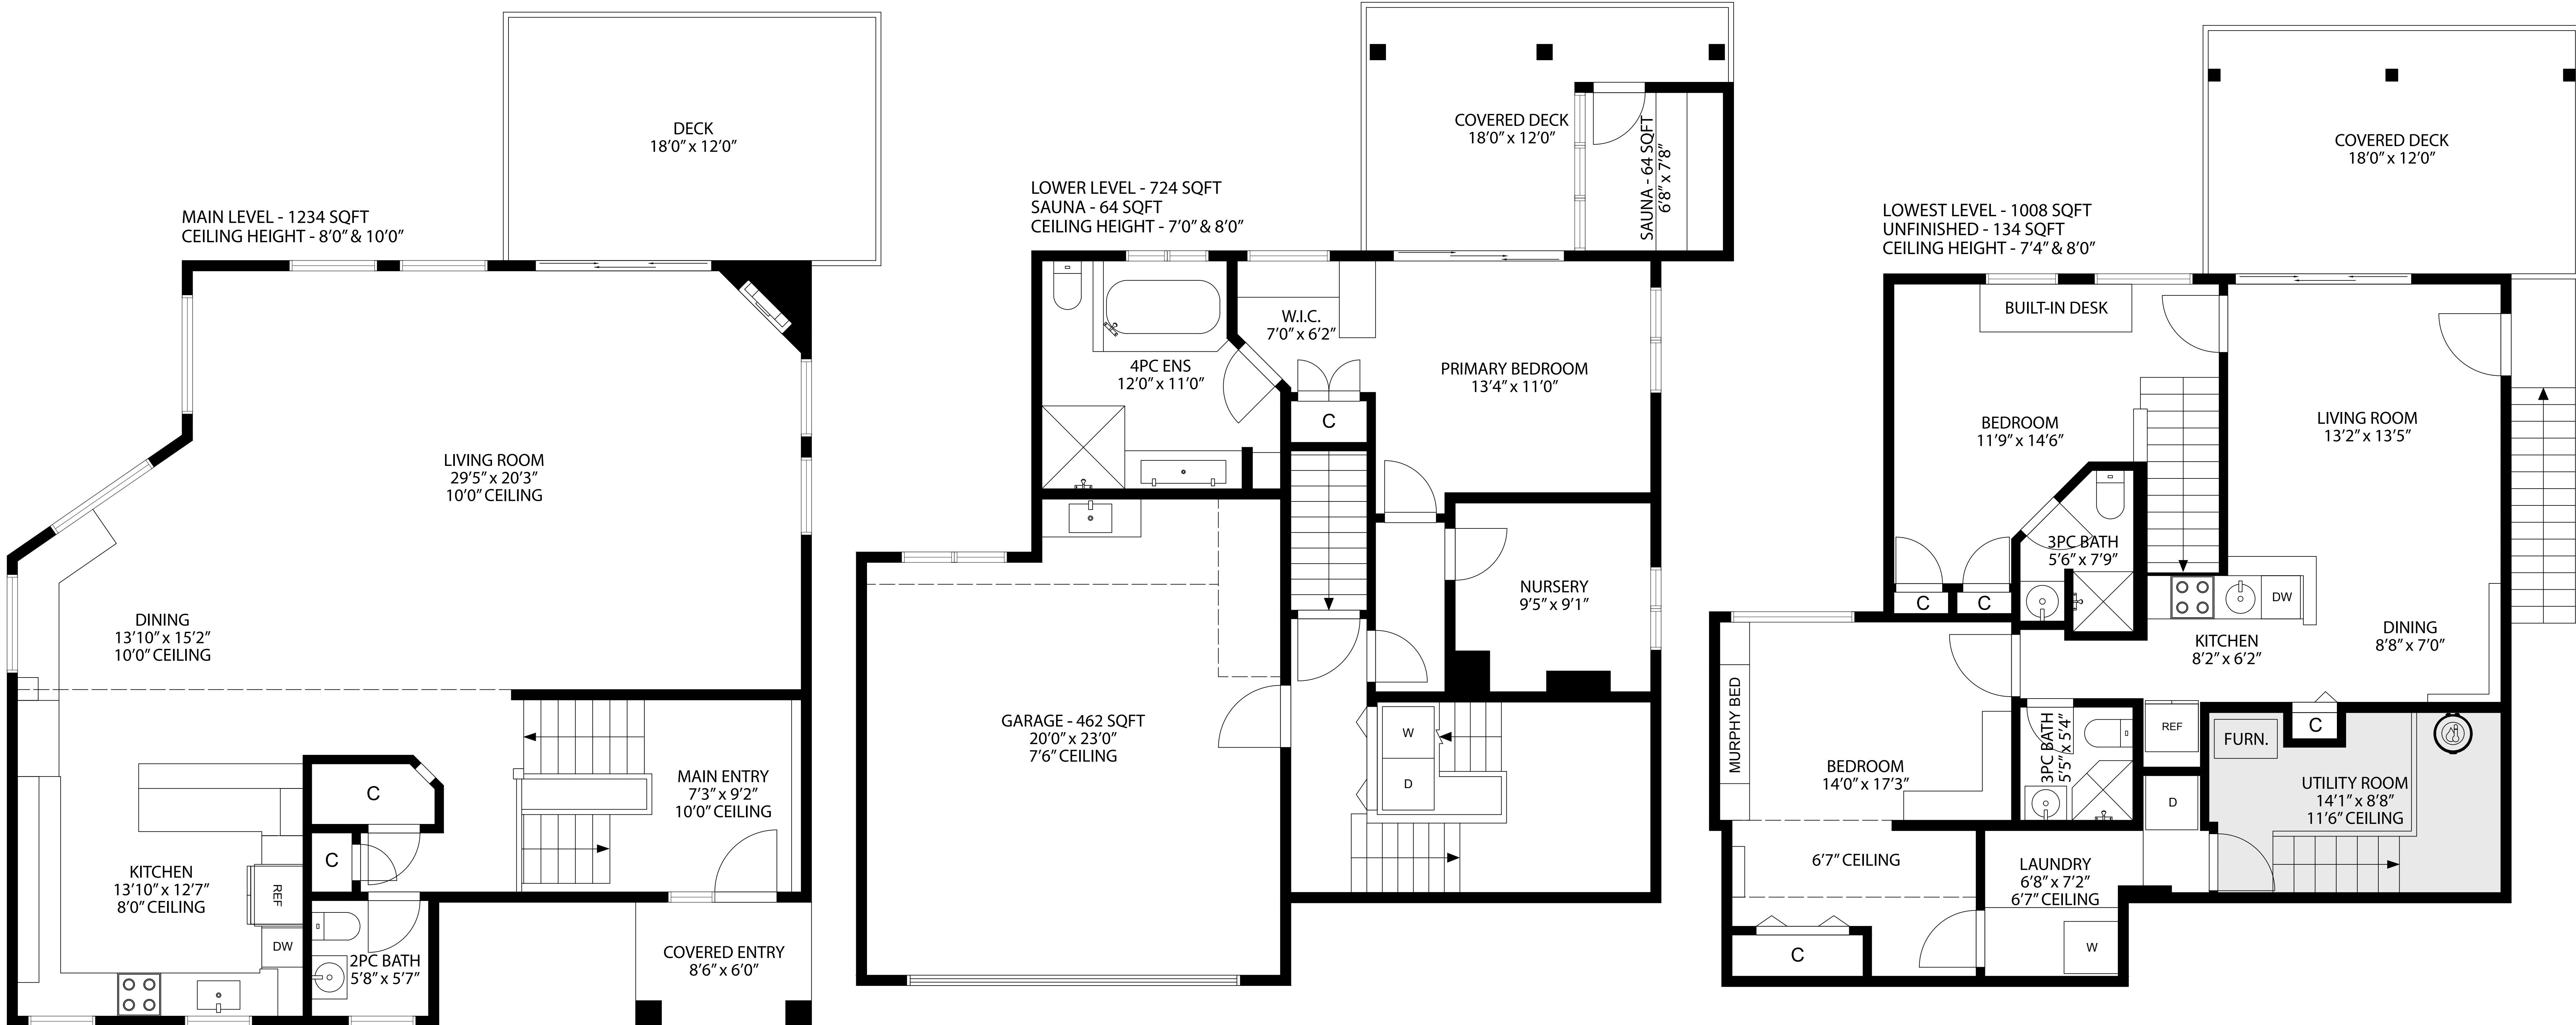 DECK
18'0" x 12'0"
MAIN LEVEL - 1234 SQFT
CEILING HEIGHT - 8'0" & 10'0"
LIVING ROOM
29'5" x 20'3"
10'0" CEILING
DINING
13'10" x 15'2"
10'0" CEILING
MAIN ENTRY
7'3" x 9'2"
10'0" CEILING
C
C
KITCHEN
13'10" x 12'7"
8'0" CEILING
REF
DW
2PC BATH
5'8" x 5'7"
COVERED ENTRY
8'6" x 6'0"
LOWER LEVEL - 724 SQFT
SAUNA - 64 SQFT
CEILING HEIGHT - 7'0" & 8'0"
COVERED DECK
18'0" x 12'0"
SAUNA - 64 SQFT
6'8" x 7'8"
W.I.C.
7'0" x 6'2"
4PC ENS
12'0" x 11'0"
PRIMARY BEDROOM
13'4" x 11'0"
C
NURSERY
9'5" x 9'1"
GARAGE - 462 SQFT
20'0" x 23'0"
7'6" CEILING
W
D
LOWEST LEVEL - 1008 SQFT
UNFINISHED - 134 SQFT
CEILING HEIGHT - 7'4" & 8'0"
COVERED DECK
18'0" x 12'0"
BUILT-IN DESK
BEDROOM
11'9" x 14'6"
LIVING ROOM
13'2" x 13'5"
3PC BATH
5'6" x 7'9"
C
C
DW
KITCHEN
8'2" x 6'2"
DINING
8'8" x 7'0"
MURPHY BED
BEDROOM
14'0" x 17'3"
3PC BATH
5'5" x 5'4"
REF
C
FURN.
D
UTILITY ROOM
14'1" x 8'8"
11'6" CEILING
6'7" CEILING
LAUNDRY
6'8" x 7'2"
6'7" CEILING
W
C